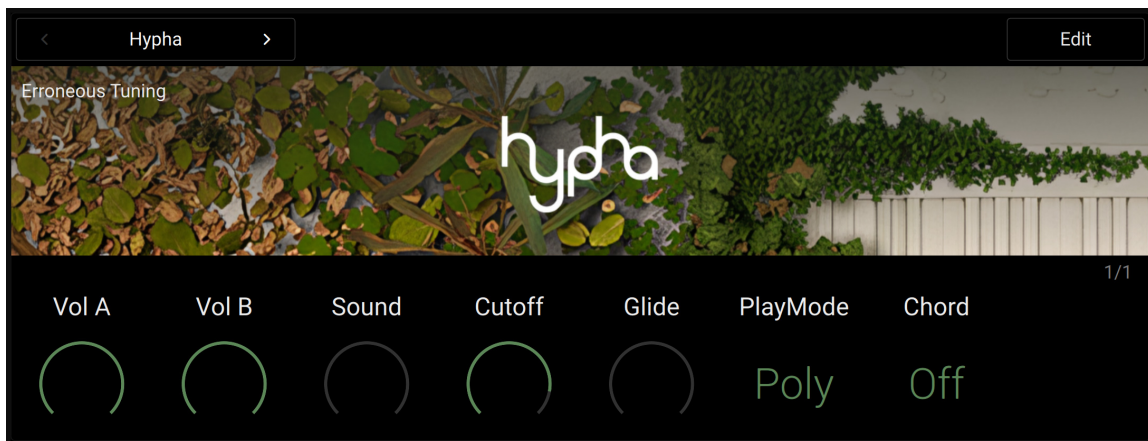 Hypha
Edit
Erroneous Tuning
hypha
1/1
Vol A Vol B Sound Cutoff Glide PlayMode Chord
Poly Off